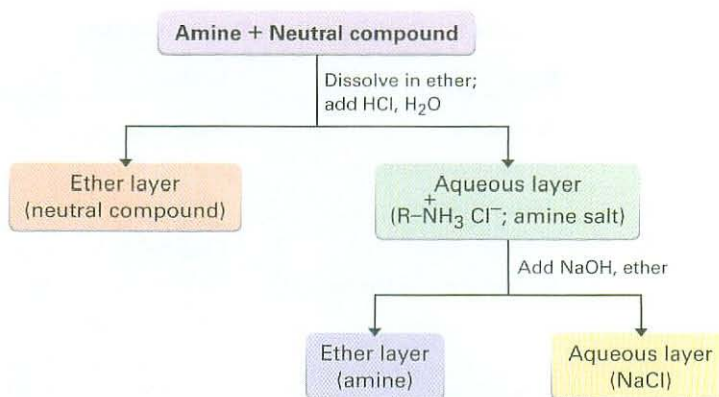 Amine + Neutral compound
Dissolve in ether;
add HCl, H₂O
Ether layer
(neutral compound)
Aqueous layer
(R–N⁺H₃ Cl⁻; amine salt)
Add NaOH, ether
Ether layer
(amine)
Aqueous layer
(NaCl)